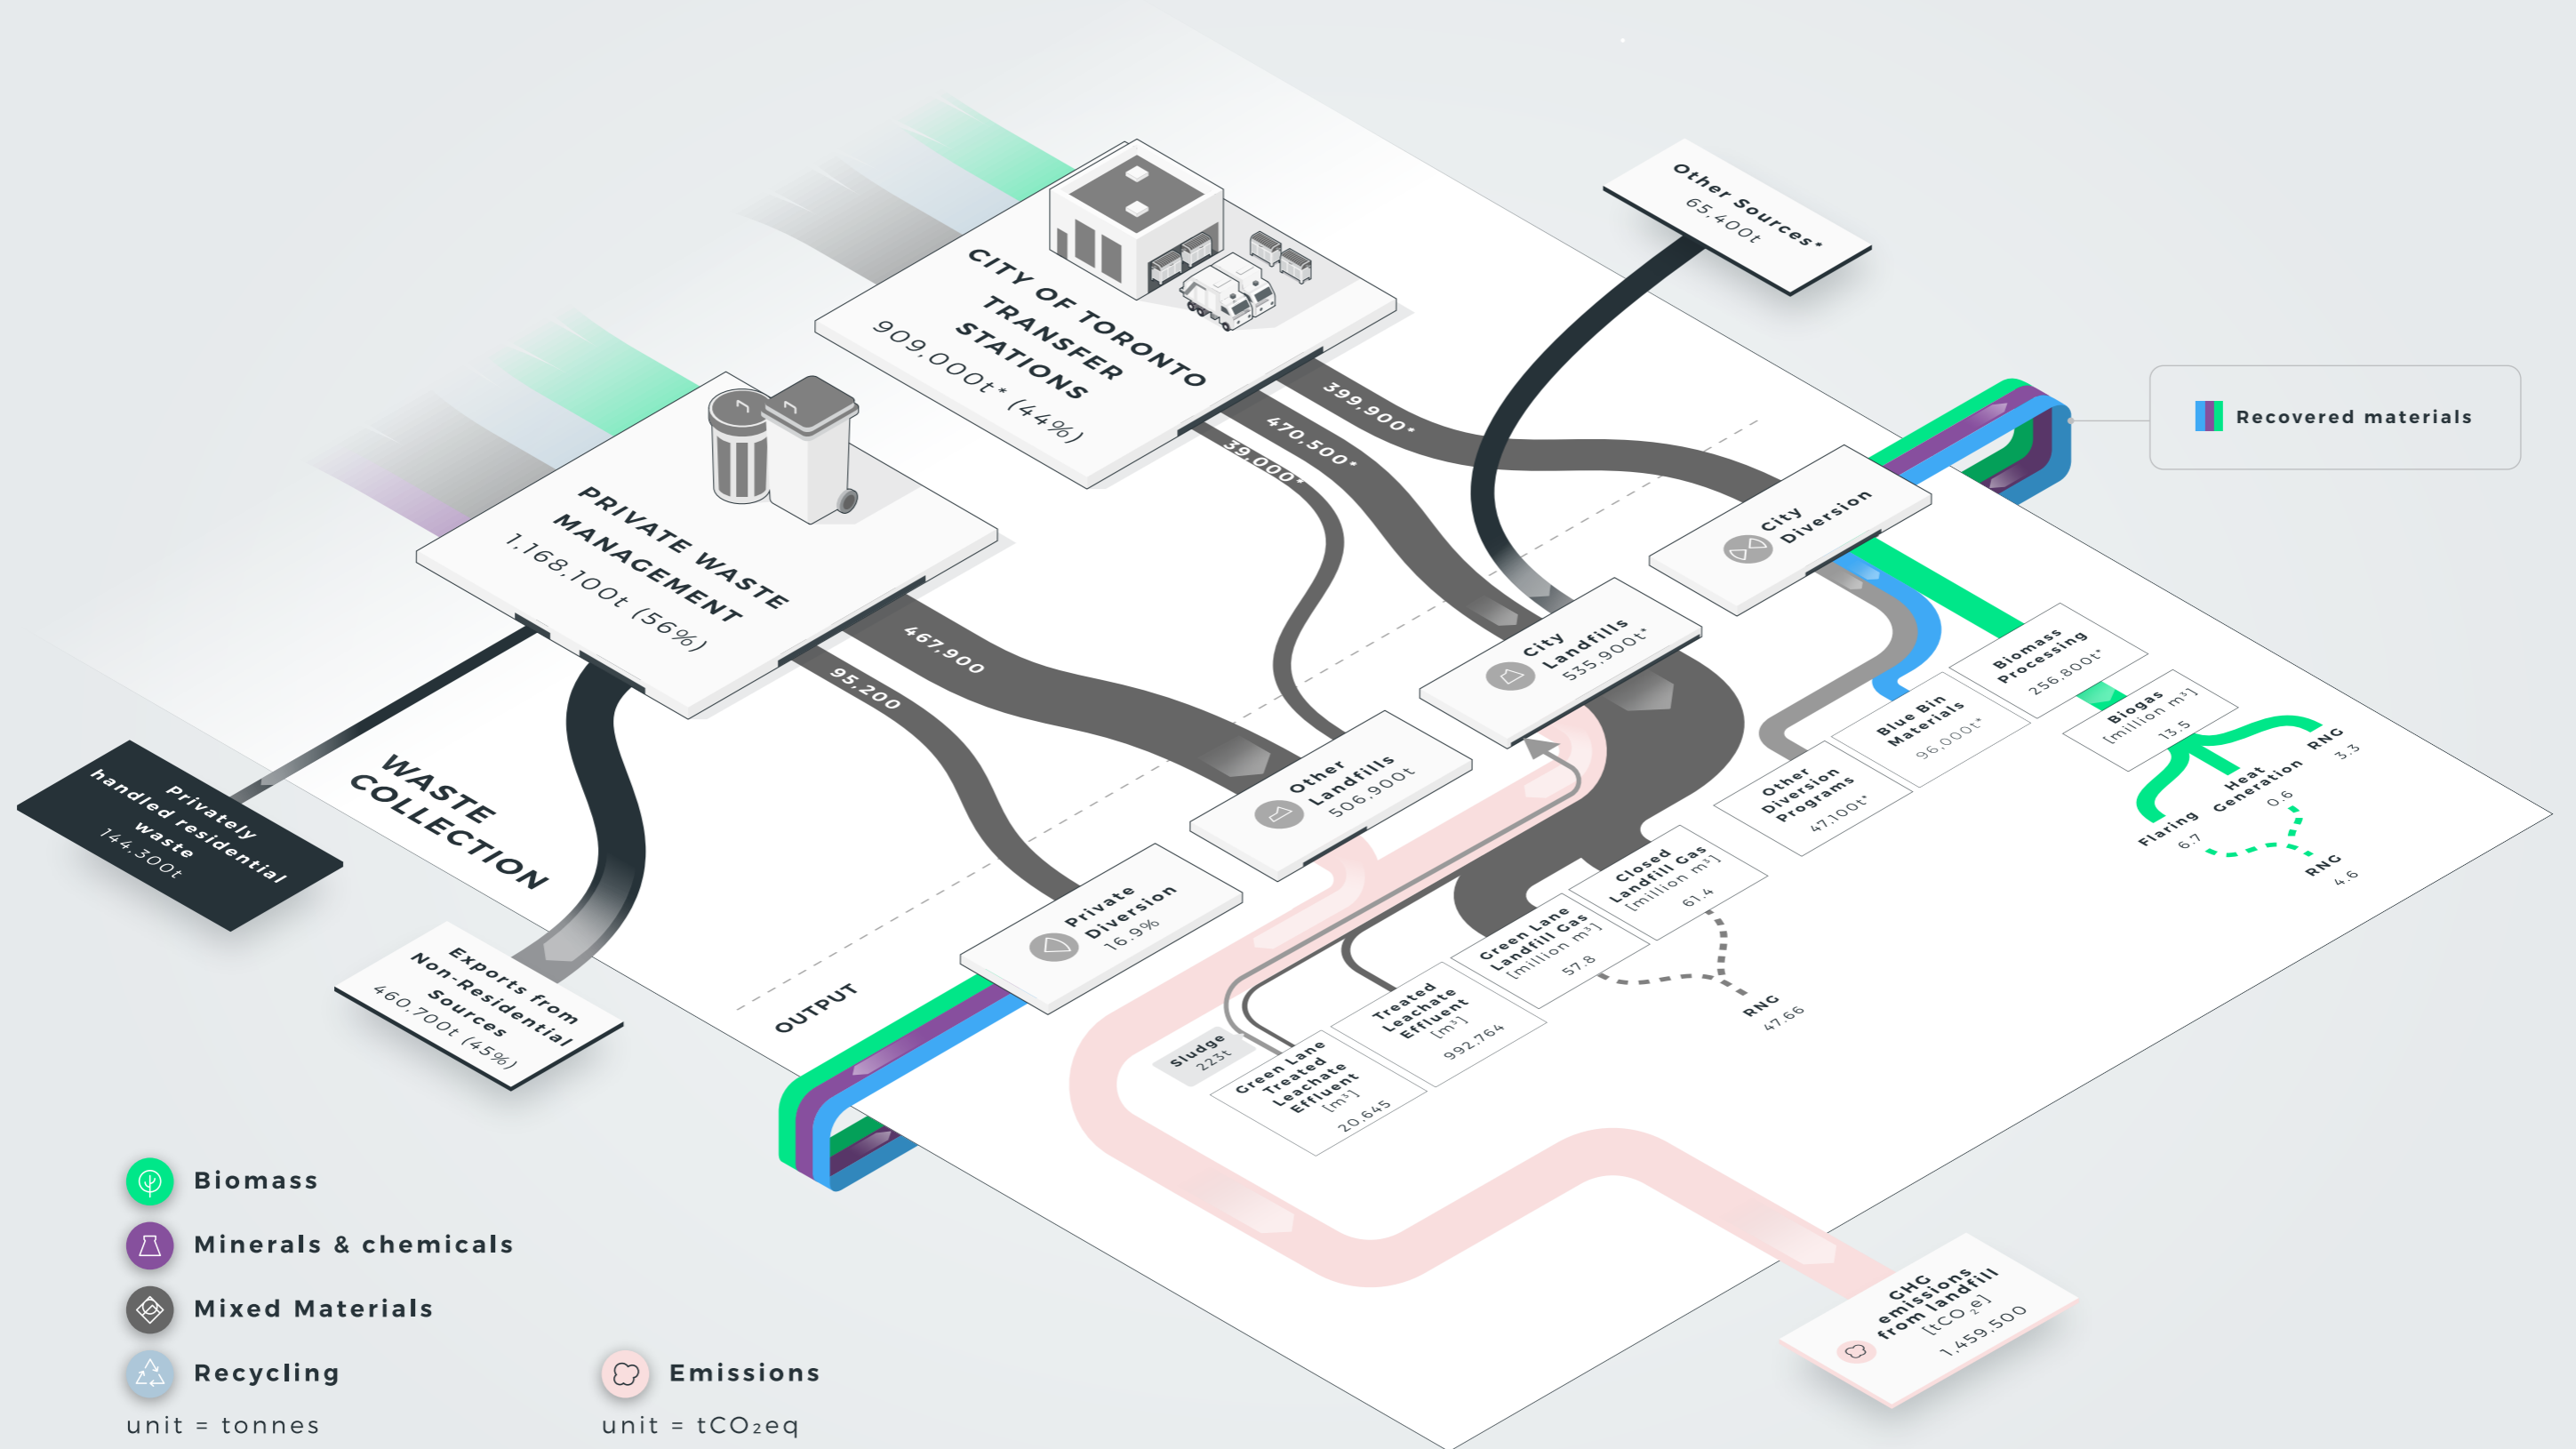 CITY OF TORONTO
TRANSFER
STATIONS
909,000t* (44%)
Other Sources*
65,400t
399,900*
470,500*
39,000*
Recovered materials
PRIVATE WASTE
MANAGEMENT
1,168,100t (56%)
467,900
95,200
City
Diversion
City
Landfills
535,900t*
Other
Landfills
506,900t
Private
Diversion
16.9%
Privately
handled residential
waste
144,300t
WASTE
COLLECTION
Exports from
Non-Residential
Sources
460,700t (45%)
OUTPUT
Biomass
Processing
256,800t*
Blue Bin
Materials
96,000t*
Other
Diversion
Programs
47,100t*
Biogas
[million m³]
13.5
RNG
3.3
Heat
Generation
0.6
Flaring
6.7
RNG
4.6
Closed
Landfill Gas
[million m³]
61.4
Green Lane
Landfill Gas
[million m³]
57.8
RNG
47.66
Treated
Leachate
Effluent
[m³]
992,764
Sludge
223t
Green Lane
Treated
Leachate
Effluent
[m³]
20,645
GHG
emissions
from landfill
[tCO₂e]
1,459,500
Biomass
Minerals & chemicals
Mixed Materials
Recycling
unit = tonnes
Emissions
unit = tCO₂eq